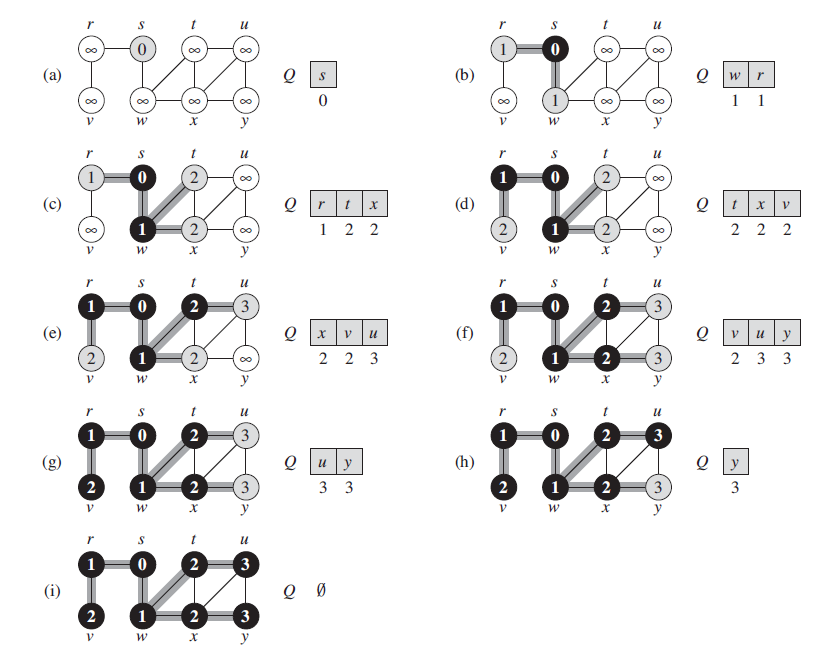 r s t u r s t u
(a) ∞ 0 ∞ ∞ Q s (b) 1 0 ∞ ∞ Q w r
∞ ∞ ∞ ∞ 0 ∞ 1 ∞ ∞ 1 1
v w x y v w x y
r s t u r s t u
(c) 1 0 2 ∞ Q r t x (d) 1 0 2 ∞ Q t x v
∞ 1 2 ∞ 1 2 2 2 1 2 ∞ 2 2 2
v w x y v w x y
r s t u r s t u
(e) 1 0 2 3 Q x v u (f) 1 0 2 3 Q v u y
2 1 2 ∞ 2 2 3 2 1 2 3 2 3 3
v w x y v w x y
r s t u r s t u
(g) 1 0 2 3 Q u y (h) 1 0 2 3 Q y
2 1 2 3 3 3 2 1 2 3 3
v w x y v w x y
r s t u
(i) 1 0 2 3 Q ∅
2 1 2 3
v w x y